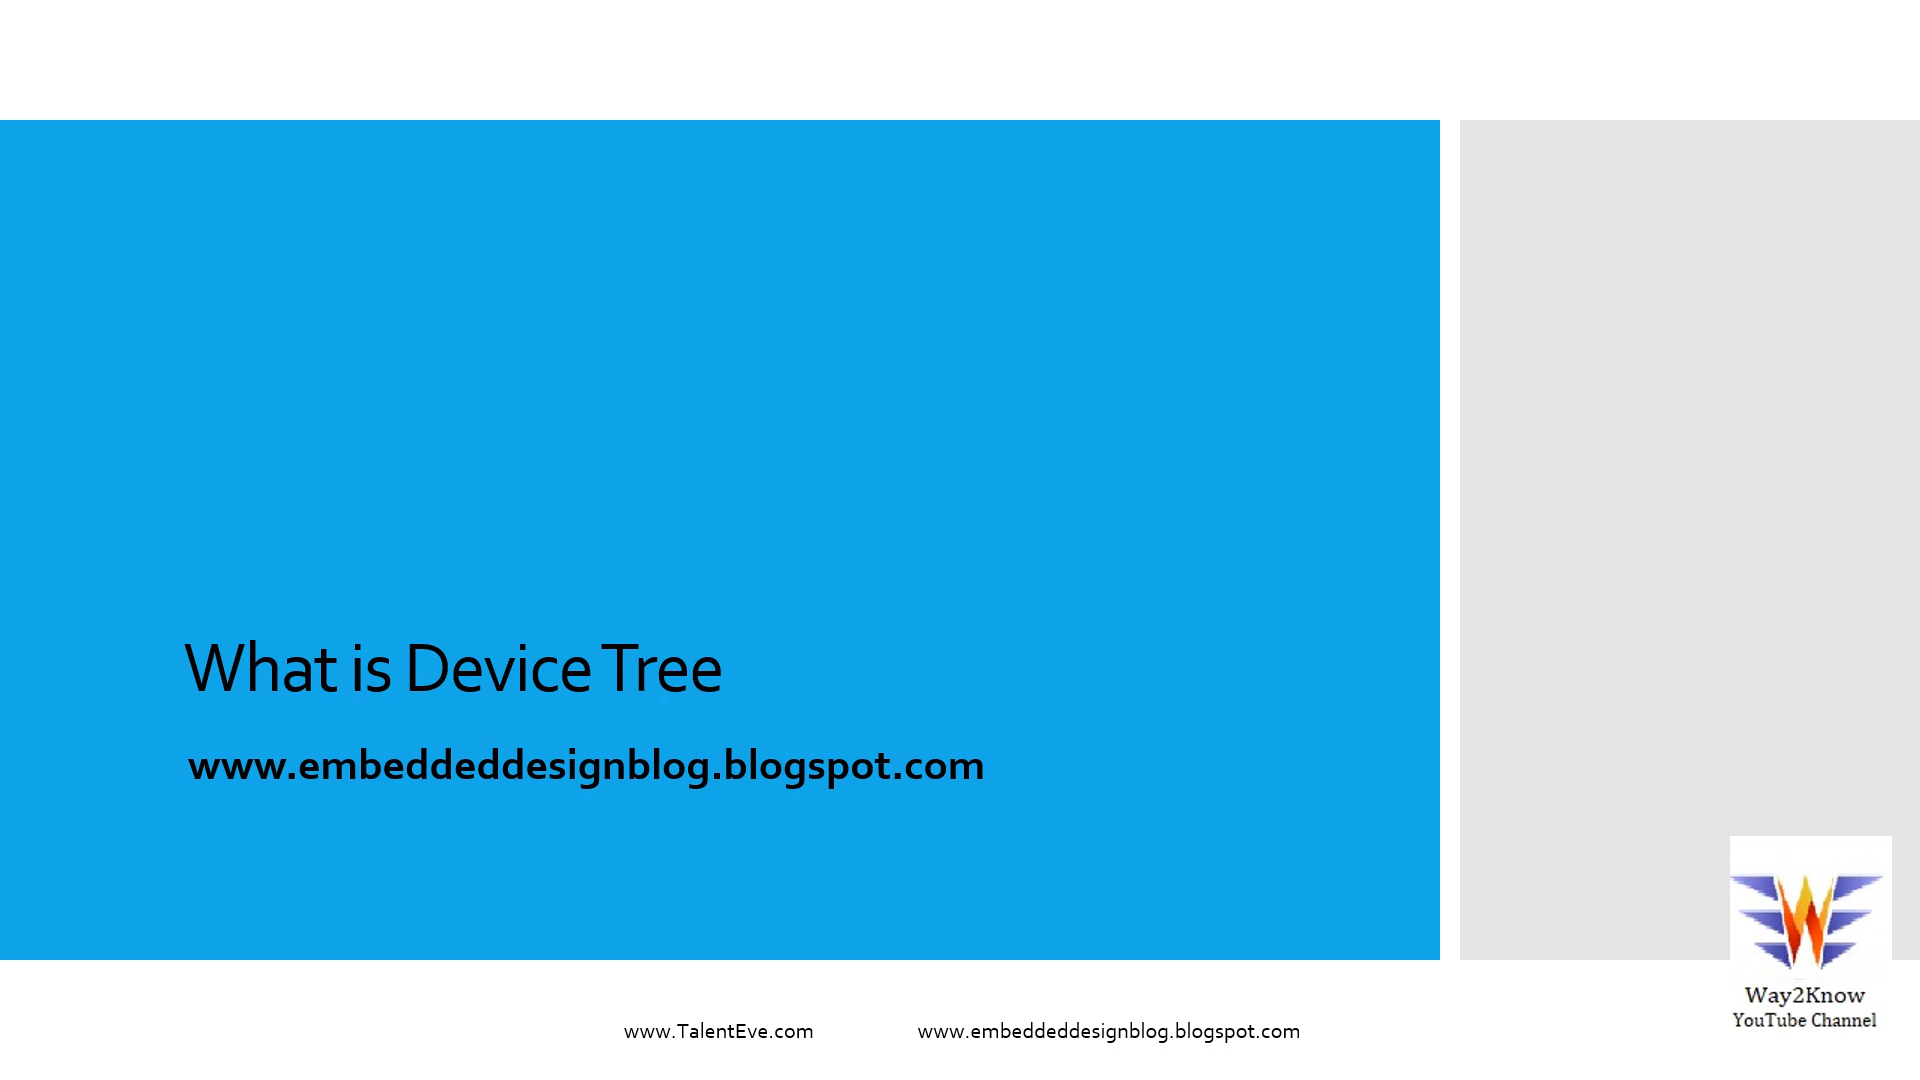 What is Device Tree
www.embeddeddesignblog.blogspot.com
www.TalentEve.com
www.embeddeddesignblog.blogspot.com
Way2Know
YouTube Channel